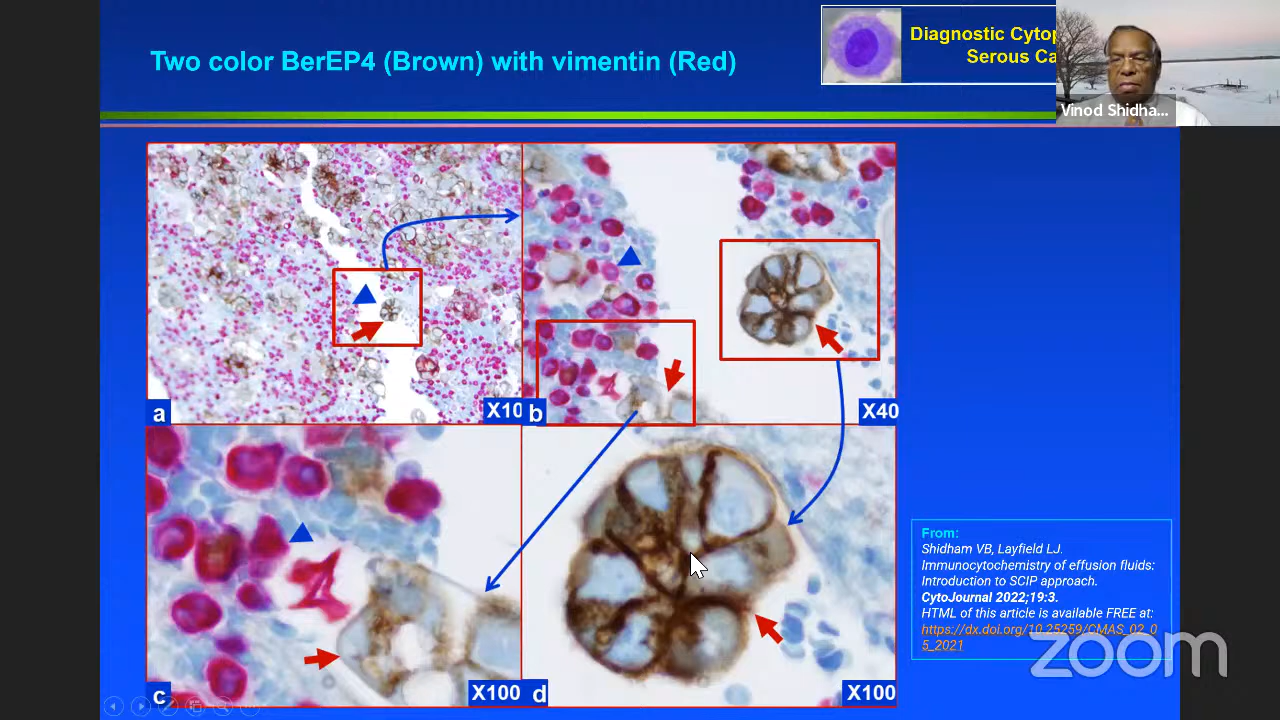 Two color BerEP4 (Brown) with vimentin (Red)
Diagnostic Cytop
Serous Ca
Vinod Shidha...
a
X10
b
X40
c
X100
d
X100
From:
Shidham VB, Layfield LJ.
Immunocytochemistry of effusion fluids:
Introduction to SCIP approach.
CytoJournal 2022;19:3.
HTML of this article is available FREE at:
https://dx.doi.org/10.25259/CMAS_02_0
5_2021
zoom